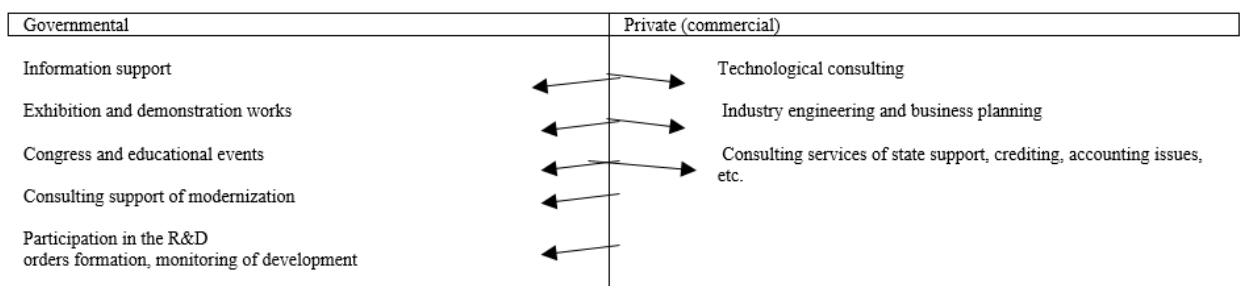 Governmental
Private (commercial)
Information support
Technological consulting
Exhibition and demonstration works
Industry engineering and business planning
Congress and educational events
Consulting services of state support, crediting, accounting issues,
etc.
Consulting support of modernization
Participation in the R&D
orders formation, monitoring of development